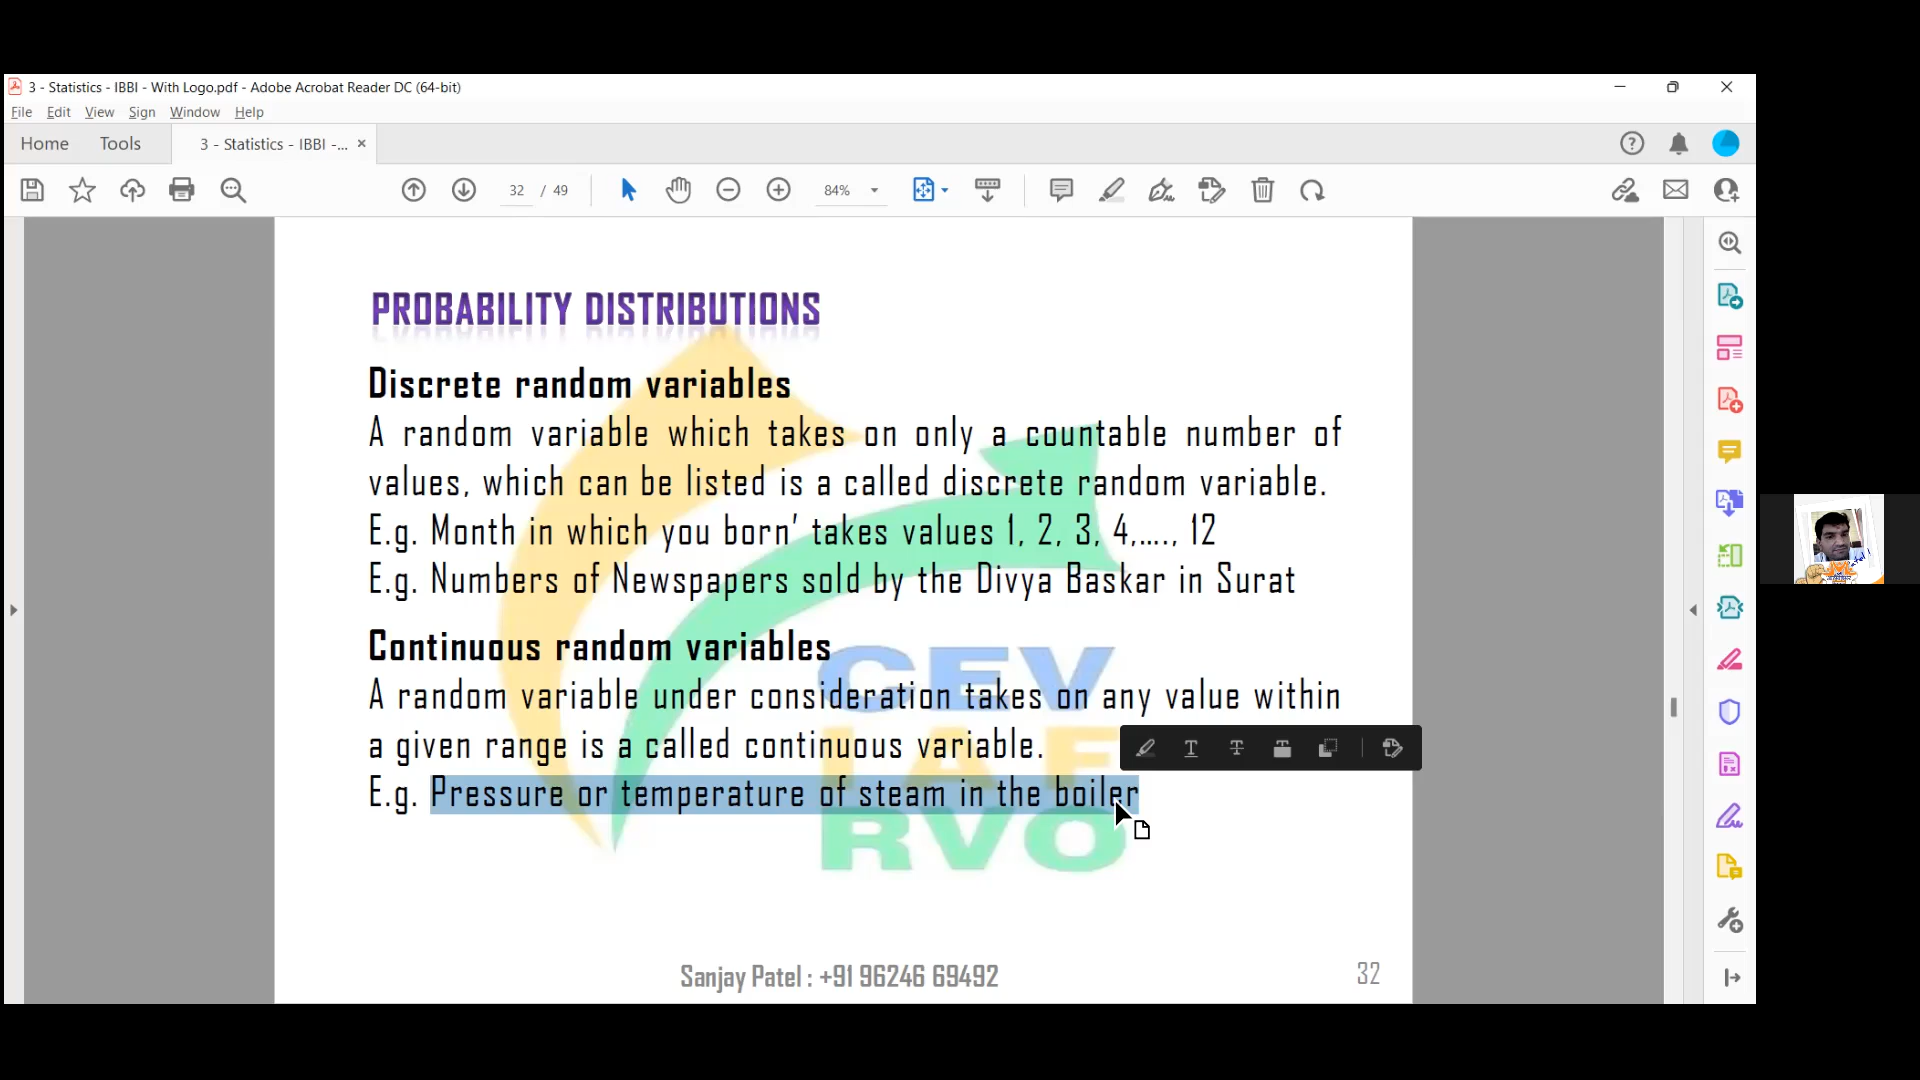 3 - Statistics - IBBI - With Logo.pdf - Adobe Acrobat Reader DC (64-bit)
File Edit View Sign Window Help
Home Tools 3 - Statistics - IBBI -...
32 / 49 84%
PROBABILITY DISTRIBUTIONS
Discrete random variables
A random variable which takes on only a countable number of
values, which can be listed is a called discrete random variable.
E.g. Month in which you born’ takes values 1, 2, 3, 4,...., 12
E.g. Numbers of Newspapers sold by the Divya Baskar in Surat
Continuous random variables
A random variable under consideration takes on any value within
a given range is a called continuous variable.
E.g. Pressure or temperature of steam in the boiler
CEV
IAF
RVO
Sanjay Patel : +91 96246 69492
32